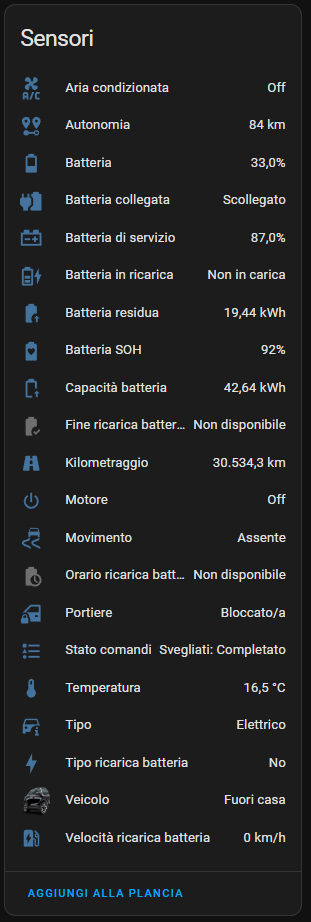 Sensori
A/C Aria condizionata Off
Autonomia 84 km
Batteria 33,0%
Batteria collegata Scollegato
Batteria di servizio 87,0%
Batteria in ricarica Non in carica
Batteria residua 19,44 kWh
Batteria SOH 92%
Capacità batteria 42,64 kWh
Fine ricarica batter... Non disponibile
Kilometraggio 30.534,3 km
Motore Off
Movimento Assente
Orario ricarica batt... Non disponibile
Portiere Bloccato/a
Stato comandi Svegliati: Completato
Temperatura 16,5 °C
Tipo Elettrico
Tipo ricarica batteria No
Veicolo Fuori casa
Velocità ricarica batteria 0 km/h
AGGIUNGI ALLA PLANCIA